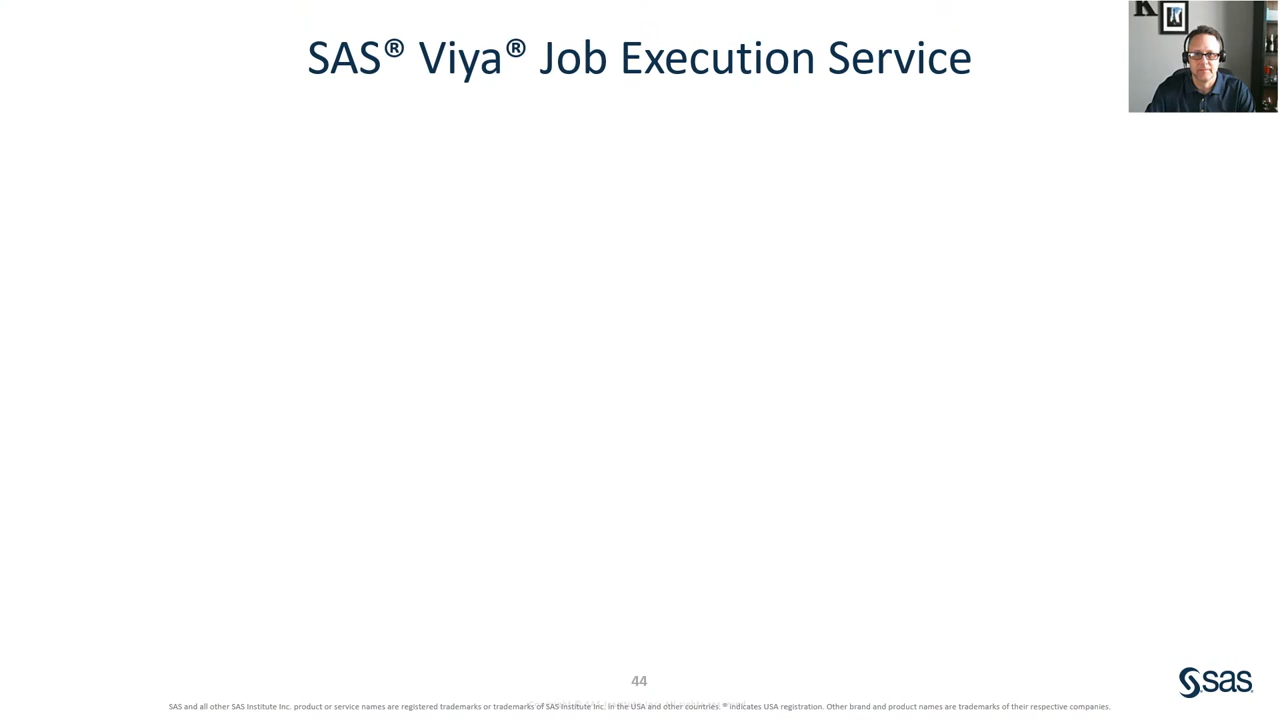 SAS® Viya® Job Execution Service
K
44
SAS and all other SAS Institute Inc. product or service names are registered trademarks or trademarks of SAS Institute Inc. in the USA and other countries. ® indicates USA registration. Other brand and product names are trademarks of their respective companies.
sas